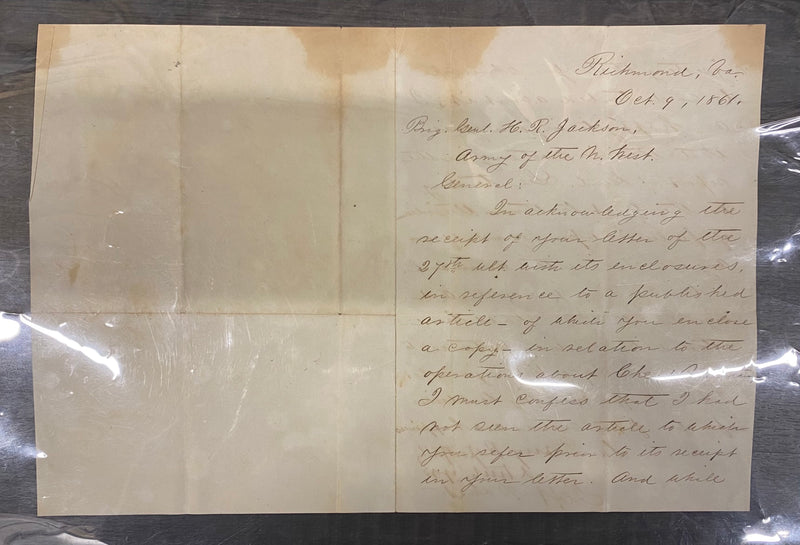 Richmond, Va.
Oct. 9, 1861.
Brig. Genl. H. R. Jackson,
Army of the N. West.
General:
In acknowledging the
receipt of your letter of the
27th ult. with its enclosures,
in reference to a published
article – of which you enclose
a copy – in relation to the
operations about
I must confess that I had
not seen the article to which
you refer prior to its receipt
in your letter. And while